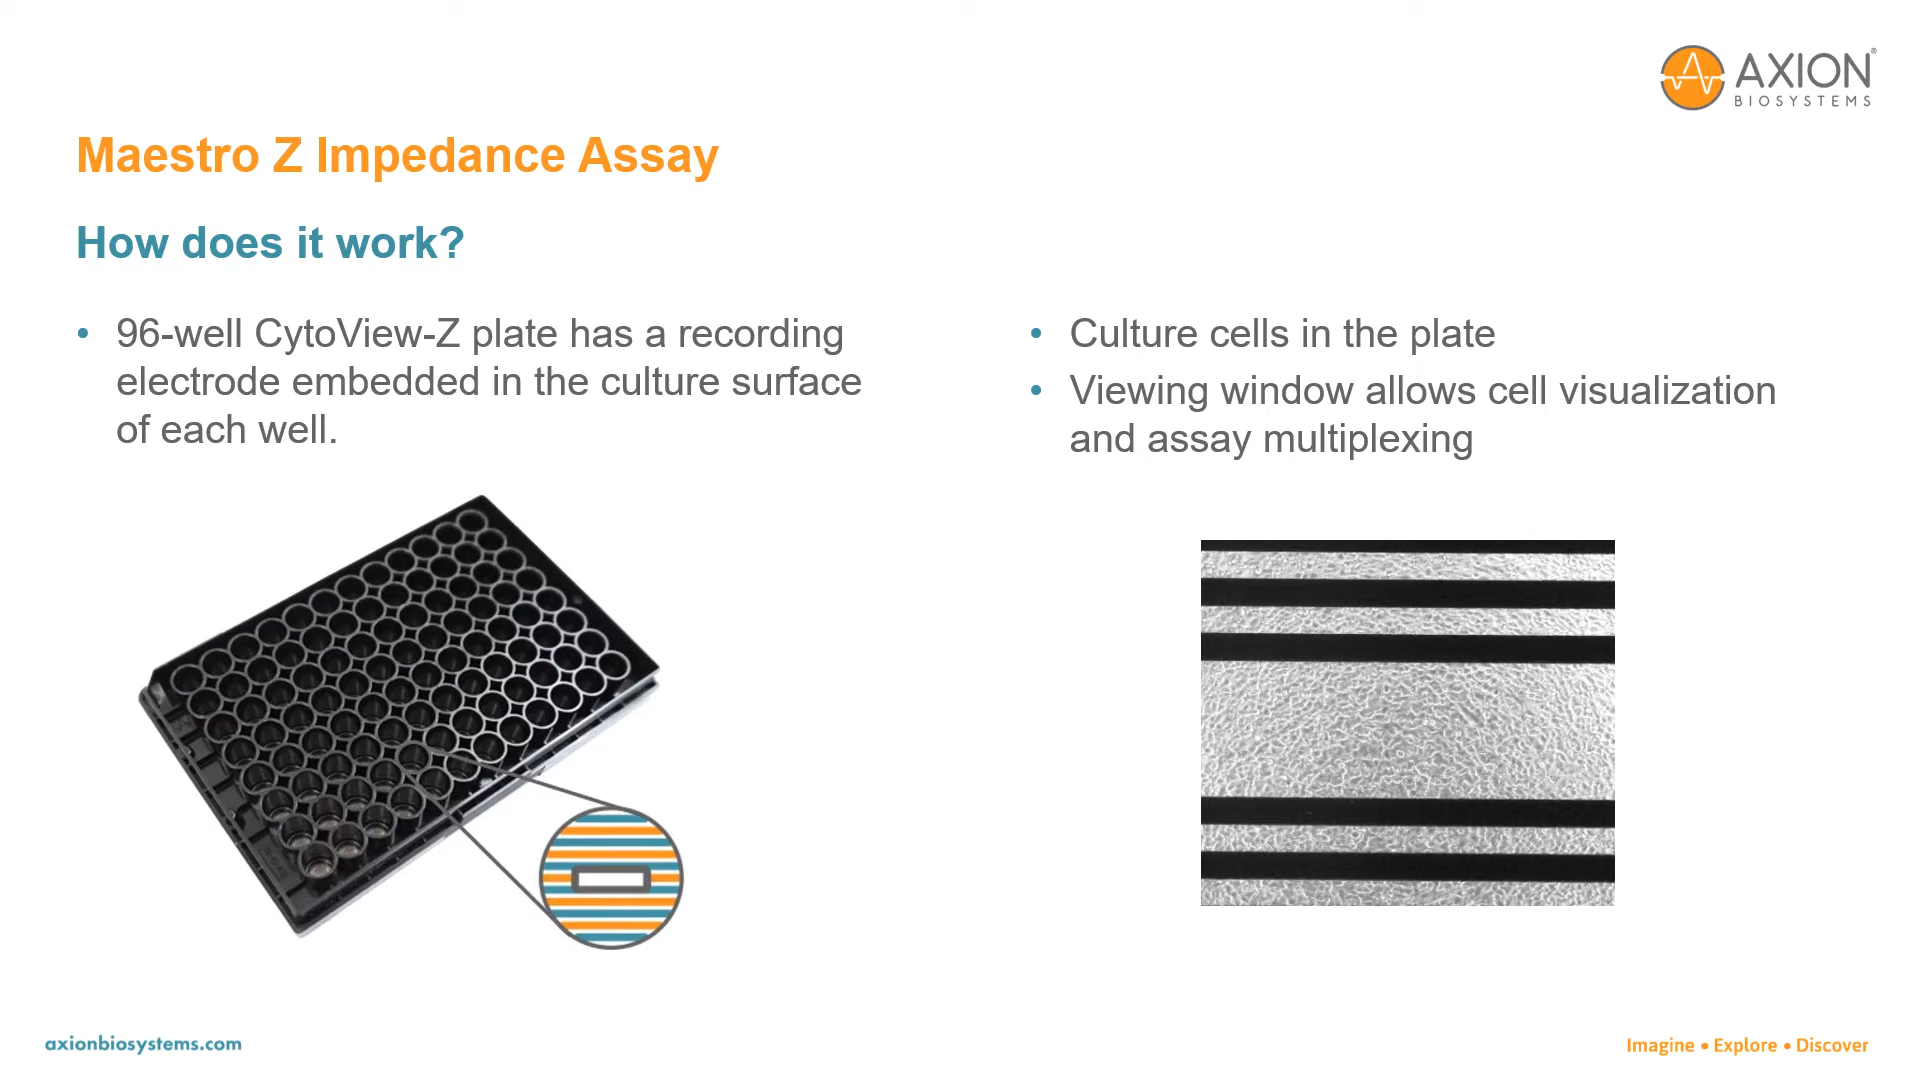 AXION®
BIOSYSTEMS
Maestro Z Impedance Assay
How does it work?
• 96-well CytoView-Z plate has a recording
electrode embedded in the culture surface
of each well.
• Culture cells in the plate
• Viewing window allows cell visualization
and assay multiplexing
axionbiosystems.com
Imagine • Explore • Discover